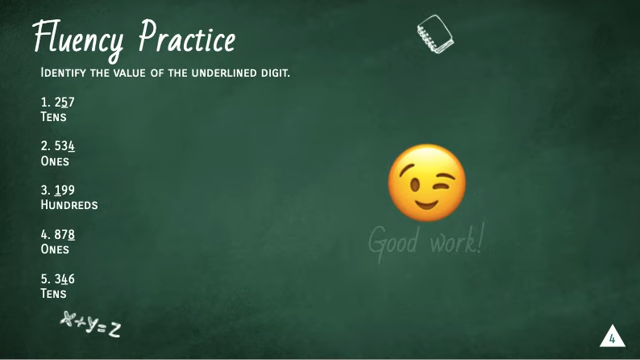 Fluency Practice
Identify the value of the underlined digit.
1. 257
Tens
2. 534
Ones
3. 199
Hundreds
4. 878
Ones
5. 346
Tens
Good work!
x+y=z
4